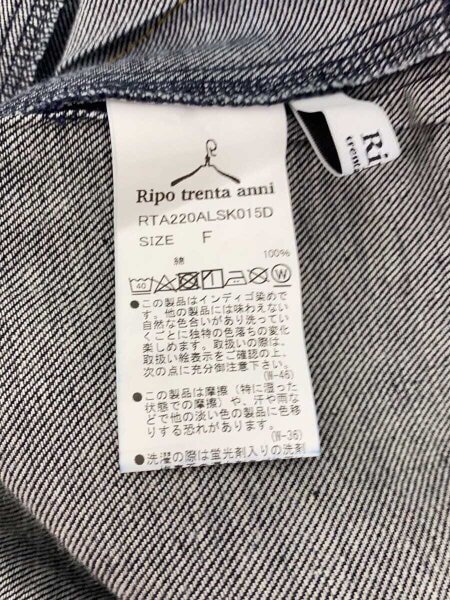 Ripo trenta anni
RTA220ALSK015D
SIZE F
綿 100%
40
W
●この製品はインディゴ染めで
す。他の製品には味わえない
自然な色合いがあり洗ってい
くごとに独特の色落ちの変化
楽しめます。取扱いの際は、
取扱い絵表示をご確認の上、
次の点に充分御注意下さい。
(W-46)
●この製品は摩擦（特に湿った
状態での摩擦）や、汗や雨な
どで他の淡い色の製品に色移
りする恐れがあります。
(W-36)
●洗濯の際は蛍光剤入りの洗剤
Ri
trenta